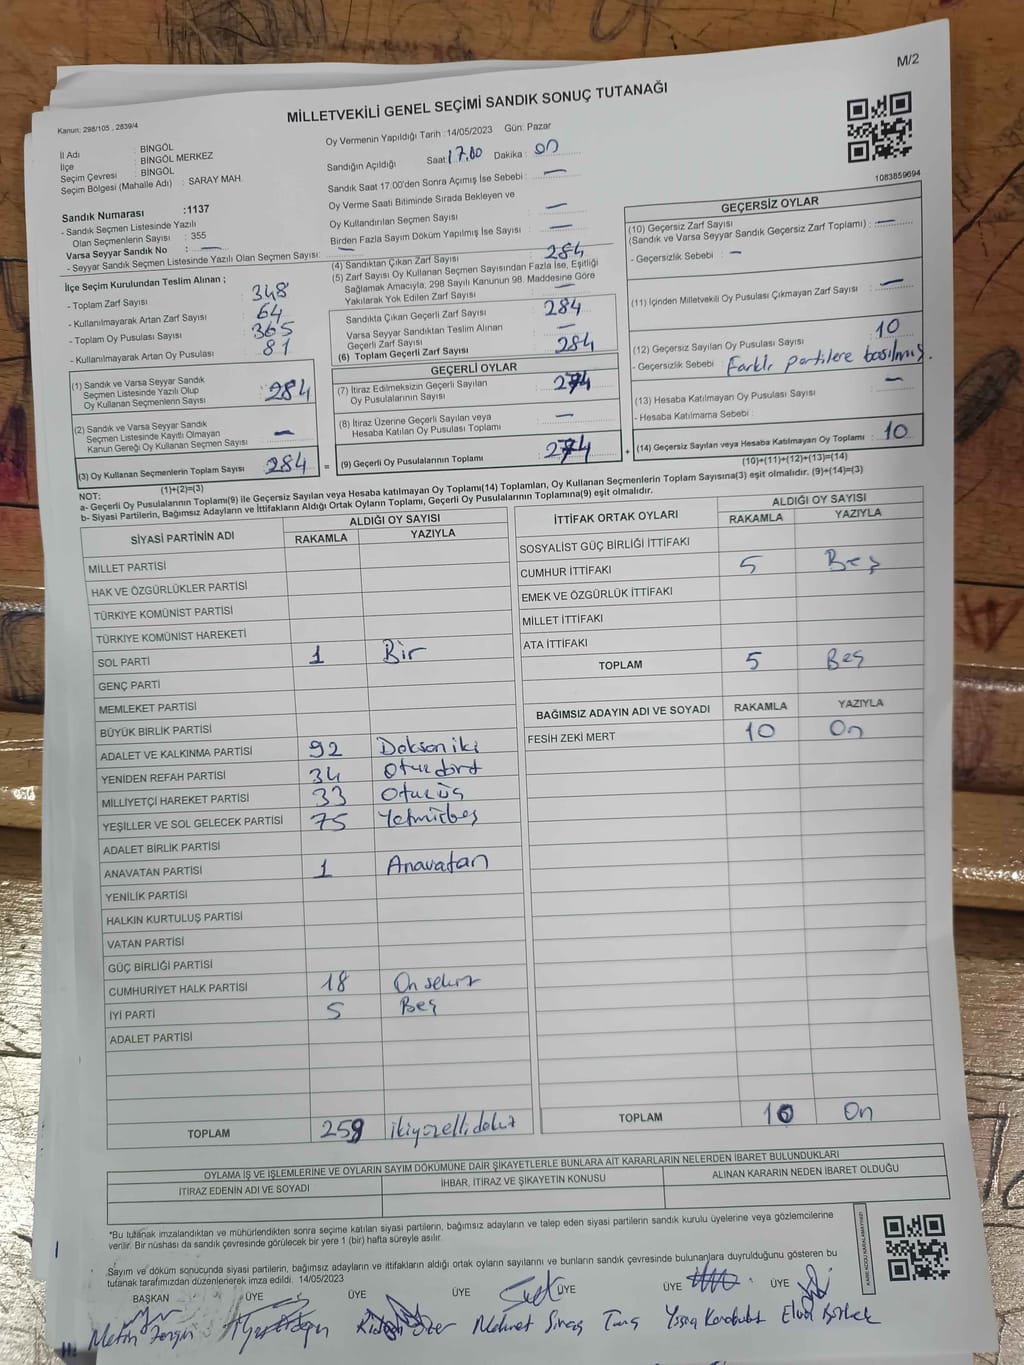 M/2
Kanun; 298/105 , 2839/4
MİLLETVEKİLİ GENEL SEÇİMİ SANDIK SONUÇ TUTANAĞI
İl Adı : BİNGÖL
İlçe : BİNGÖL MERKEZ
Seçim Çevresi : BİNGÖL
Seçim Bölgesi (Mahalle Adı) : SARAY MAH.
Sandık Numarası :1137
- Sandık Seçmen Listesinde Yazılı
Olan Seçmenlerin Sayısı : 355
Varsa Seyyar Sandık No : —
- Seyyar Sandık Seçmen Listesinde Yazılı Olan Seçmen Sayısı: —
Oy Vermenin Yapıldığı Tarih :14/05/2023 Gün: Pazar
Sandığın Açıldığı Saat: 17.00 Dakika : on
Sandık Saat 17.00'den Sonra Açımış İse Sebebi : —
Oy Verme Saati Bitiminde Sırada Bekleyen ve
Oy Kullandırılan Seçmen Sayısı —
Birden Fazla Sayım Döküm Yapılmış İse Sayısı —
1083859694
İlçe Seçim Kurulundan Teslim Alınan ;
- Toplam Zarf Sayısı : 348
- Kullanılmayarak Artan Zarf Sayısı : 64
- Toplam Oy Pusulası Sayısı : 365
- Kullanılmayarak Artan Oy Pusulası : 81
(1) Sandık ve Varsa Seyyar Sandık
Seçmen Listesinde Yazılı Olup
Oy Kullanan Seçmenlerin Sayısı : 284
(2) Sandık ve Varsa Seyyar Sandık
Seçmen Listesinde Kayıtlı Olmayan
Kanun Gereği Oy Kullanan Seçmen Sayısı —
(3) Oy Kullanan Seçmenlerin Toplam Sayısı 284
(1)+(2)=(3)
(4) Sandıktan Çıkan Zarf Sayısı : 284
(5) Zarf Sayısı Oy Kullanan Seçmen Sayısından Fazla İse, Eşitliği
Sağlamak Amacıyla, 298 Sayılı Kanunun 98. Maddesine Göre
Yakılarak Yok Edilen Zarf Sayısı : —
Sandıkta Çıkan Geçerli Zarf Sayısı 284
Varsa Seyyar Sandıktan Teslim Alınan
Geçerli Zarf Sayısı —
(6) Toplam Geçerli Zarf Sayısı 284
GEÇERLİ OYLAR
(7) İtiraz Edilmeksizin Geçerli Sayılan
Oy Pusulası Sayısı : 274
(8) İtiraz Üzerine Geçerli Sayılan veya
Hesaba Katılan Oy Pusulası Toplamı —
= (9) Geçerli Oy Pusulalarının Toplamı 274
GEÇERSİZ OYLAR
(10) Geçersiz Zarf Sayısı
(Sandık ve Varsa Seyyar Sandık Geçersiz Zarf Toplamı) : —
- Geçersizlik Sebebi : —
(11) İçinden Milletvekili Oy Pusulası Çıkmayan Zarf Sayısı : —
(12) Geçersiz Sayılan Oy Pusulası Sayısı 10
- Geçersizlik Sebebi : Farklı partilere basılmış.
(13) Hesaba Katılmayan Oy Pusulası Sayısı : —
- Hesaba Katılmama Sebebi :
+ (14) Geçersiz Sayılan veya Hesaba Katılmayan Oy Toplamı : 10
(10)+(11)+(12)+(13)=(14)
NOT:
a- Geçerli Oy Pusulalarının Toplamı(9) ile Geçersiz Sayılan veya Hesaba katılmayan Oy Toplamı(14) Toplamları, Oy Kullanan Seçmenlerin Toplam Sayısına(3) eşit olmalıdır. (9)+(14)=(3)
b- Siyasi Partilerin, Bağımsız Adayların ve İttifakların Aldığı Ortak Oyların Toplamı, Geçerli Oy Pusulalarının Toplamına(9) eşit olmalıdır.
SİYASİ PARTİNİN ADI ALDIĞI OY SAYISI
RAKAMLA YAZIYLA
MİLLET PARTİSİ
HAK VE ÖZGÜRLÜKLER PARTİSİ
TÜRKİYE KOMÜNİST PARTİSİ
TÜRKİYE KOMÜNİST HAREKETİ
SOL PARTİ 1 Bir
GENÇ PARTİ
MEMLEKET PARTİSİ
BÜYÜK BİRLİK PARTİSİ
ADALET VE KALKINMA PARTİSİ 92 Doksan iki
YENİDEN REFAH PARTİSİ 34 Otuz dört
MİLLİYETÇİ HAREKET PARTİSİ 33 Otuzüç
YEŞİLLER VE SOL GELECEK PARTİSİ 75 Yetmişbeş
ADALET BİRLİK PARTİSİ
ANAVATAN PARTİSİ 1 Anavatan
YENİLİK PARTİSİ
HALKIN KURTULUŞ PARTİSİ
VATAN PARTİSİ
GÜÇ BİRLİĞİ PARTİSİ
CUMHURİYET HALK PARTİSİ 18 On sekiz
İYİ PARTİ 5 Beş
ADALET PARTİSİ
TOPLAM 259 ikiyüzellidokuz
İTTİFAK ORTAK OYLARI ALDIĞI OY SAYISI
RAKAMLA YAZIYLA
SOSYALİST GÜÇ BİRLİĞİ İTTİFAKI
CUMHUR İTTİFAKI 5 Beş
EMEK VE ÖZGÜRLÜK İTTİFAKI
MİLLET İTTİFAKI
ATA İTTİFAKI
TOPLAM 5 Beş
BAĞIMSIZ ADAYIN ADI VE SOYADI RAKAMLA YAZIYLA
FESİH ZEKİ MERT 10 On
TOPLAM 10 On
OYLAMA İŞ VE İŞLEMLERİNE VE OYLARIN SAYIM DÖKÜMÜNE DAİR ŞİKAYETLERLE BUNLARA AİT KARARLARIN NELERDEN İBARET BULUNDUKLARI
İTİRAZ EDENİN ADI VE SOYADI İHBAR, İTİRAZ VE ŞİKAYETİN KONUSU ALINAN KARARIN NEDEN İBARET OLDUĞU
*Bu tutanak imzalandıktan ve mühürlendikten sonra seçime katılan siyasi partilerin, bağımsız adayların ve talep eden siyasi partilerin sandık kurulu üyelerine veya gözlemcilerine
verilir. Bir nüshası da sandık çevresinde görülecek bir yere 1 (bir) hafta süreyle asılır.
Sayım ve döküm sonucunda siyasi partilerin, bağımsız adayların ve ittifakların aldığı ortak oyların sayılarını ve bunların sandık çevresinde bulunanlara duyrulduğunu gösteren bu
tutanak tarafımızdan düzenlenerek imza edildi. 14/05/2023
BAŞKAN ÜYE ÜYE ÜYE ÜYE ÜYE ÜYE
Metin Mehmet